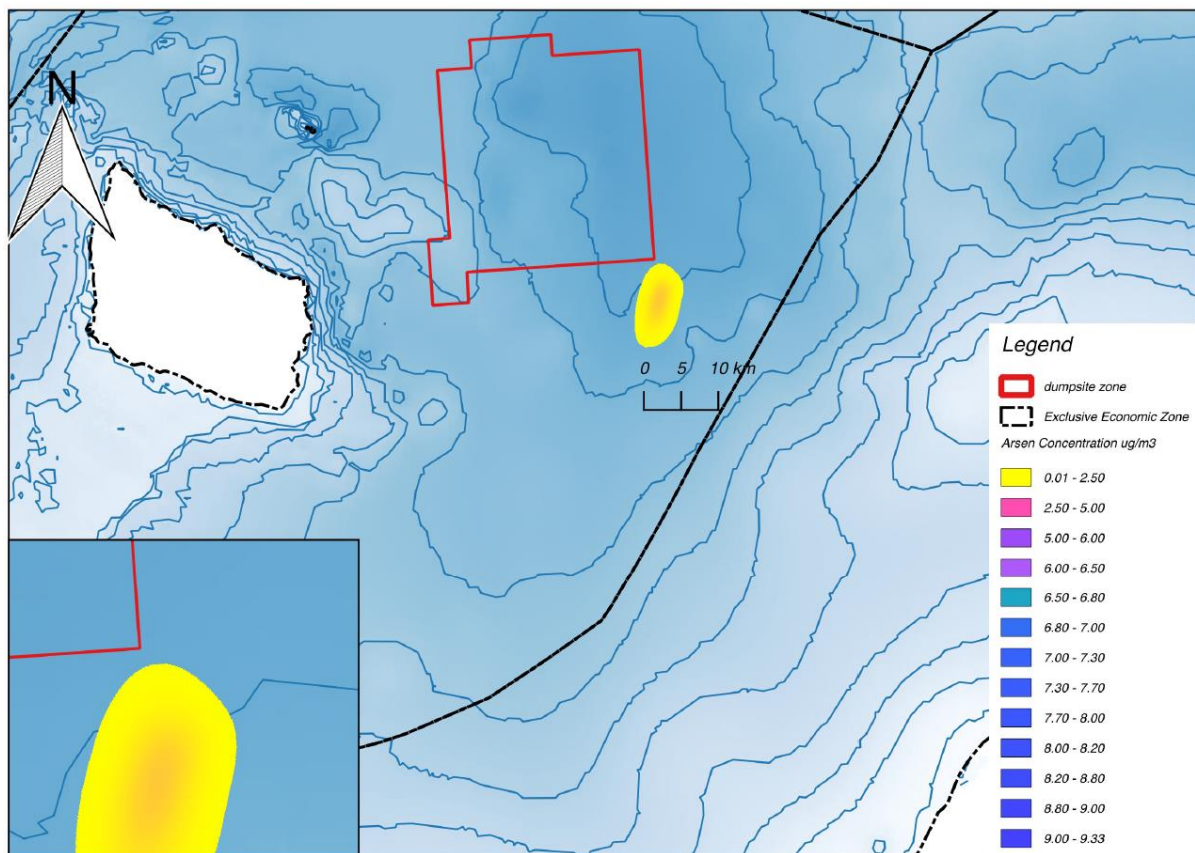 N
0 5 10 km
Legend
dumpsite zone
Exclusive Economic Zone
Arsen Concentration ug/m3
0.01 - 2.50
2.50 - 5.00
5.00 - 6.00
6.00 - 6.50
6.50 - 6.80
6.80 - 7.00
7.00 - 7.30
7.30 - 7.70
7.70 - 8.00
8.00 - 8.20
8.20 - 8.80
8.80 - 9.00
9.00 - 9.33